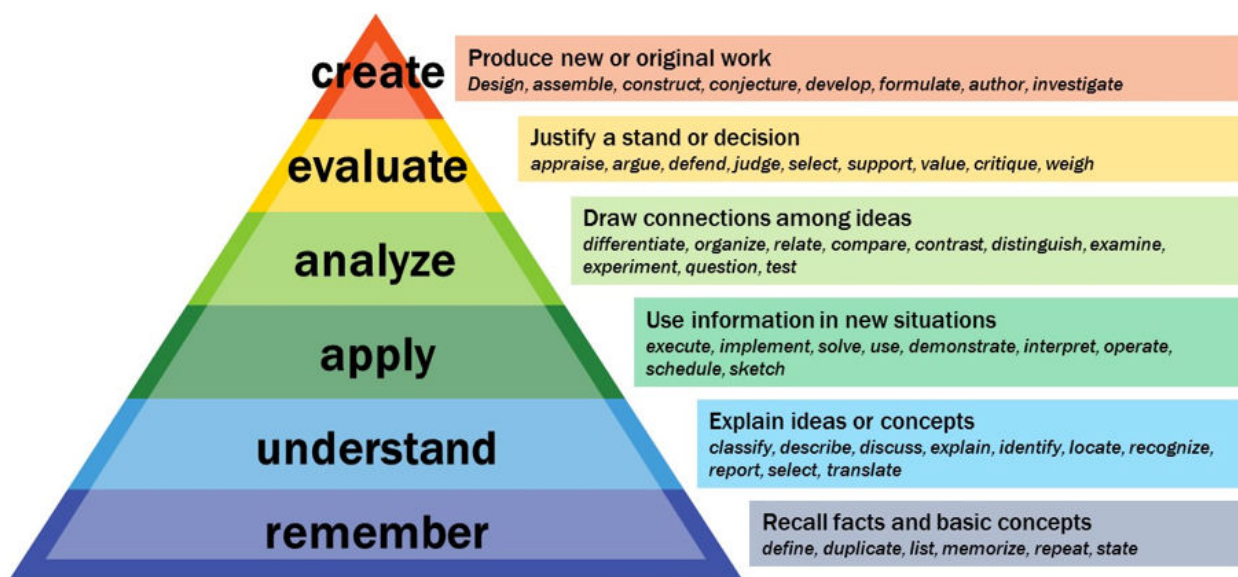 create
Produce new or original work
Design, assemble, construct, conjecture, develop, formulate, author, investigate
evaluate
Justify a stand or decision
appraise, argue, defend, judge, select, support, value, critique, weigh
analyze
Draw connections among ideas
differentiate, organize, relate, compare, contrast, distinguish, examine,
experiment, question, test
apply
Use information in new situations
execute, implement, solve, use, demonstrate, interpret, operate,
schedule, sketch
understand
Explain ideas or concepts
classify, describe, discuss, explain, identify, locate, recognize,
report, select, translate
remember
Recall facts and basic concepts
define, duplicate, list, memorize, repeat, state